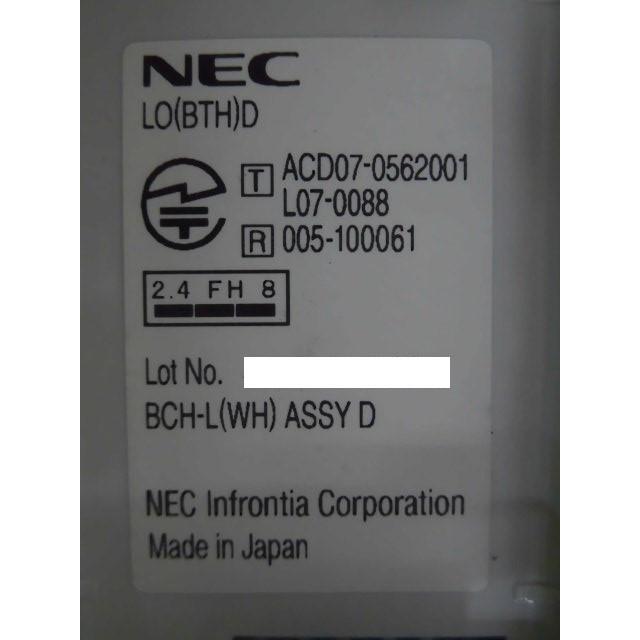 NEC
LO(BTH)D
T ACD07-0562001
L07-0088
R 005-100061
2.4 FH 8
Lot No.
BCH-L(WH) ASSY D
NEC Infrontia Corporation
Made in Japan